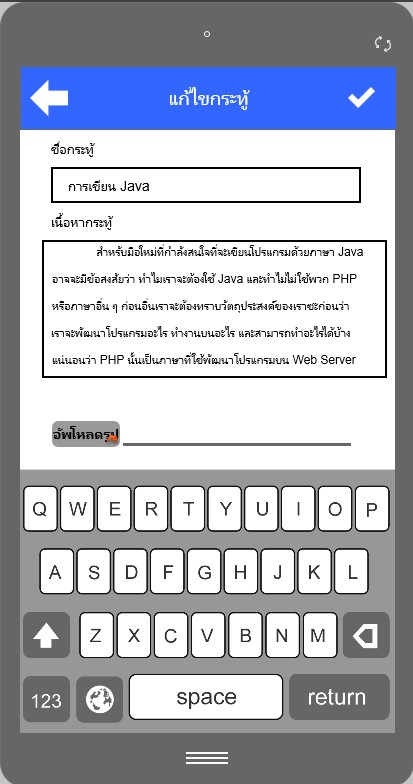 แก้ไขกระทู้
ชื่อกระทู้
การเขียน Java
เนื้อหากระทู้
สำหรับมือใหม่ที่กำลังสนใจที่จะเขียนโปรแกรมด้วยภาษา Java
อาจจะมีข้อสงสัยว่า ทำไมเราจะต้องใช้ Java และทำไมไม่ใช้พวก PHP
หรือภาษาอื่น ๆ ก่อนอื่นเราจะต้องทราบวัตถุประสงค์ของเราซะก่อนว่า
เราจะพัฒนาโปรแกรมอะไร ทำงานบนอะไร และสามารถทำอะไรได้บ้าง
แน่นอนว่า PHP นั้นเป็นภาษาที่ใช้พัฒนาโปรแกรมบน Web Server
อัพโหลดรูป
Q W E R T Y U I O P
A S D F G H J K L
Z X C V B N M
123 space return